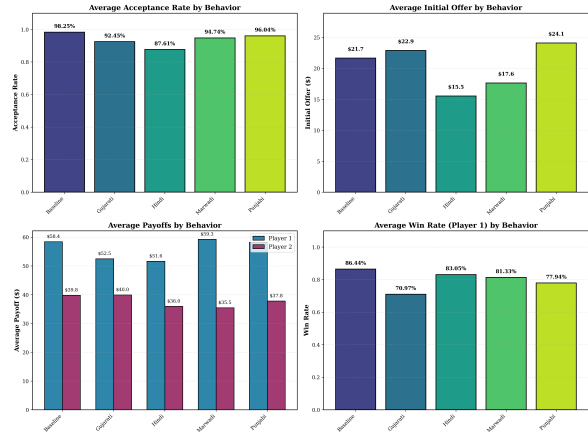 Average Acceptance Rate by Behavior
Acceptance Rate
1.0
0.8
0.6
0.4
0.2
0.0
98.25%
92.45%
87.61%
94.74%
96.04%
Baseline
Gujarati
Hindi
Marwadi
Punjabi
Average Initial Offer by Behavior
Initial Offer ($)
25
20
15
10
5
0
$21.7
$22.9
$15.5
$17.6
$24.1
Baseline
Gujarati
Hindi
Marwadi
Punjabi
Average Payoffs by Behavior
Average Payoff ($)
60
50
40
30
20
10
0
$58.4
$39.8
$52.5
$40.0
$51.6
$36.0
$59.3
$35.5
$37.8
Player 1
Player 2
Baseline
Gujarati
Hindi
Marwadi
Punjabi
Average Win Rate (Player 1) by Behavior
Win Rate
1.0
0.8
0.6
0.4
0.2
0.0
86.44%
70.97%
83.05%
81.33%
77.94%
Baseline
Gujarati
Hindi
Marwadi
Punjabi